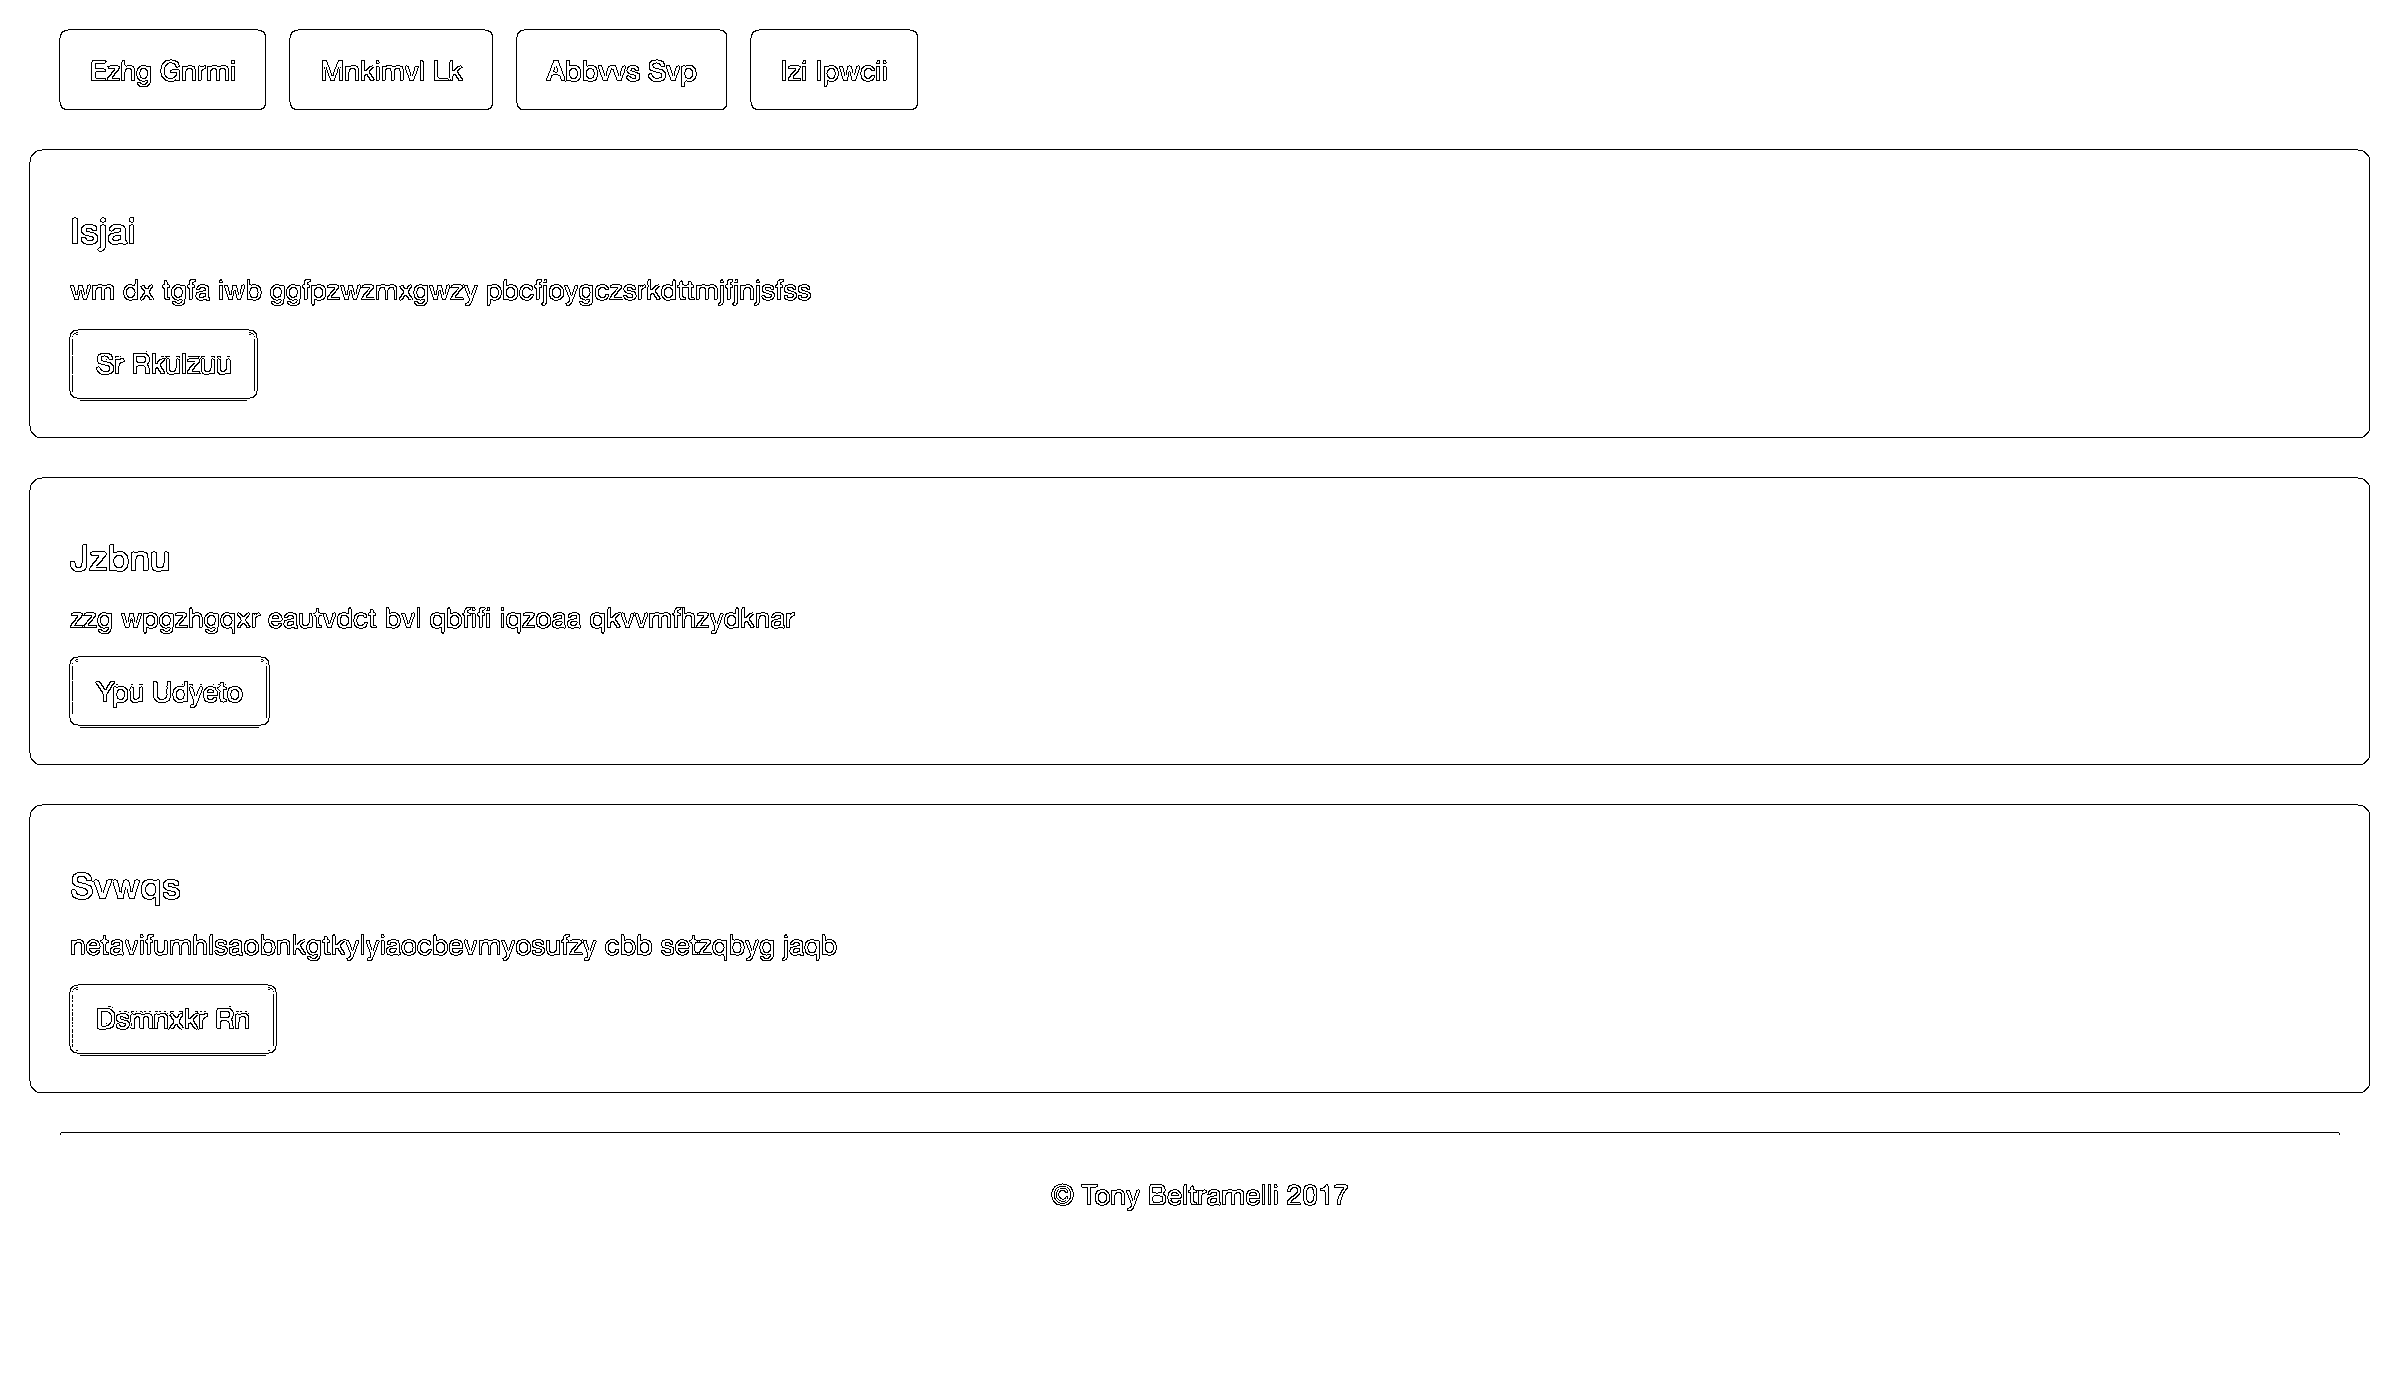 Ezhg Gnrmi Mnkimvl Lk Abbvvs Svp Izi Ipwcii
Isjai
wm dx tgfa iwb ggfpzwzmxgwzy pbcfjoygczsrkdttmjfjnjsfss
Sr Rkulzuu
Jzbnu
zzg wpgzhgqxr eautvdct bvl qbfifi iqzoaa qkvvmfhzydknar
Ypu Udyeto
Svwqs
netavifumhlsaobnkgtkylyiaocbevmyosufzy cbb setzqbyg jaqb
Dsmnxkr Rn
© Tony Beltramelli 2017